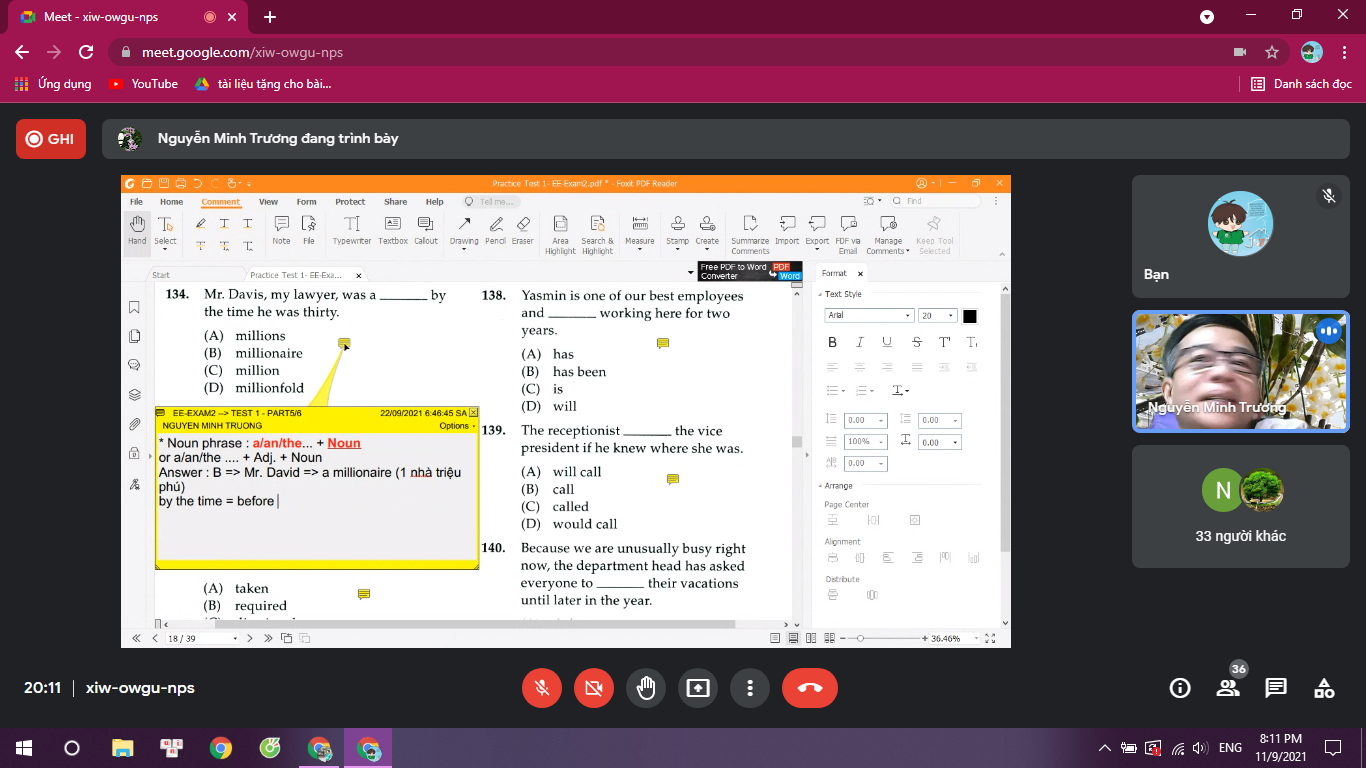 Meet - xiw-owgu-nps
meet.google.com/xiw-owgu-nps
Ứng dụng
YouTube
tài liệu tặng cho bài...
Danh sách đọc
GHI
Nguyễn Minh Trương đang trình bày
Practice Test 1- EE-Exam2.pdf * - Foxit PDF Reader
File Home Comment View Form Protect Share Help Tell me... Find
Hand Select Note File Typewriter Textbox Callout Drawing Pencil Eraser Area Highlight Search & Highlight Measure Stamp Create Summarize Comments Import Export FDF via Email Manage Comments Keep Tool Selected
Start
Practice Test 1- EE-Exa...
Free PDF to Word Converter
PDF
Word
Format
134. Mr. Davis, my lawyer, was a _______ by
the time he was thirty.
(A) millions
(B) millionaire
(C) million
(D) millionfold
EE-EXAM2 --> TEST 1 - PART5/6 22/09/2021 6:46:45 SA
NGUYEN MINH TRUONG Options
* Noun phrase : a/an/the... + Noun
or a/an/the .... + Adj. + Noun
Answer : B => Mr. David => a millionaire (1 nhà triệu
phú)
by the time = before
(A) taken
(B) required
138. Yasmin is one of our best employees
and _______ working here for two
years.
(A) has
(B) has been
(C) is
(D) will
139. The receptionist _______ the vice
president if he knew where she was.
(A) will call
(B) call
(C) called
(D) would call
140. Because we are unusually busy right
now, the department head has asked
everyone to _______ their vacations
until later in the year.
Text Style
Arial
20
B I U S T T
0.00 0.00
100% 0.00
0.00
Arrange
Page Center
Alignment
Distribute
18 / 39
36.46%
Bạn
Nguyễn Minh Trương
N
33 người khác
20:11
xiw-owgu-nps
36
ENG
8:11 PM
11/9/2021